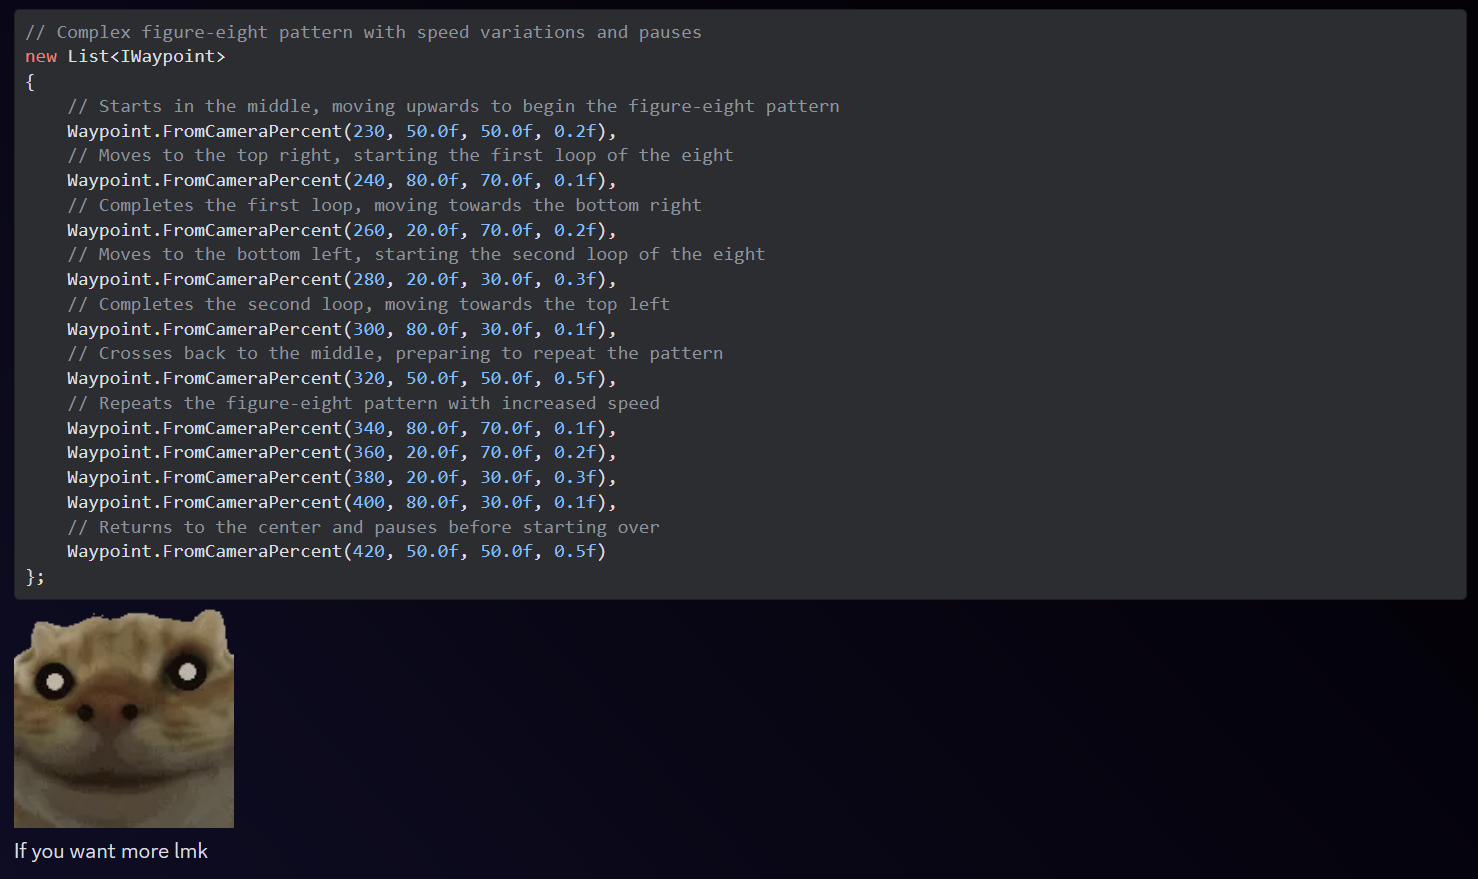 // Complex figure-eight pattern with speed variations and pauses
new List<IWaypoint>
{
    // Starts in the middle, moving upwards to begin the figure-eight pattern
    Waypoint.FromCameraPercent(230, 50.0f, 50.0f, 0.2f),
    // Moves to the top right, starting the first loop of the eight
    Waypoint.FromCameraPercent(240, 80.0f, 70.0f, 0.1f),
    // Completes the first loop, moving towards the bottom right
    Waypoint.FromCameraPercent(260, 20.0f, 70.0f, 0.2f),
    // Moves to the bottom left, starting the second loop of the eight
    Waypoint.FromCameraPercent(280, 20.0f, 30.0f, 0.3f),
    // Completes the second loop, moving towards the top left
    Waypoint.FromCameraPercent(300, 80.0f, 30.0f, 0.1f),
    // Crosses back to the middle, preparing to repeat the pattern
    Waypoint.FromCameraPercent(320, 50.0f, 50.0f, 0.5f),
    // Repeats the figure-eight pattern with increased speed
    Waypoint.FromCameraPercent(340, 80.0f, 70.0f, 0.1f),
    Waypoint.FromCameraPercent(360, 20.0f, 70.0f, 0.2f),
    Waypoint.FromCameraPercent(380, 20.0f, 30.0f, 0.3f),
    Waypoint.FromCameraPercent(400, 80.0f, 30.0f, 0.1f),
    // Returns to the center and pauses before starting over
    Waypoint.FromCameraPercent(420, 50.0f, 50.0f, 0.5f)
};
If you want more lmk